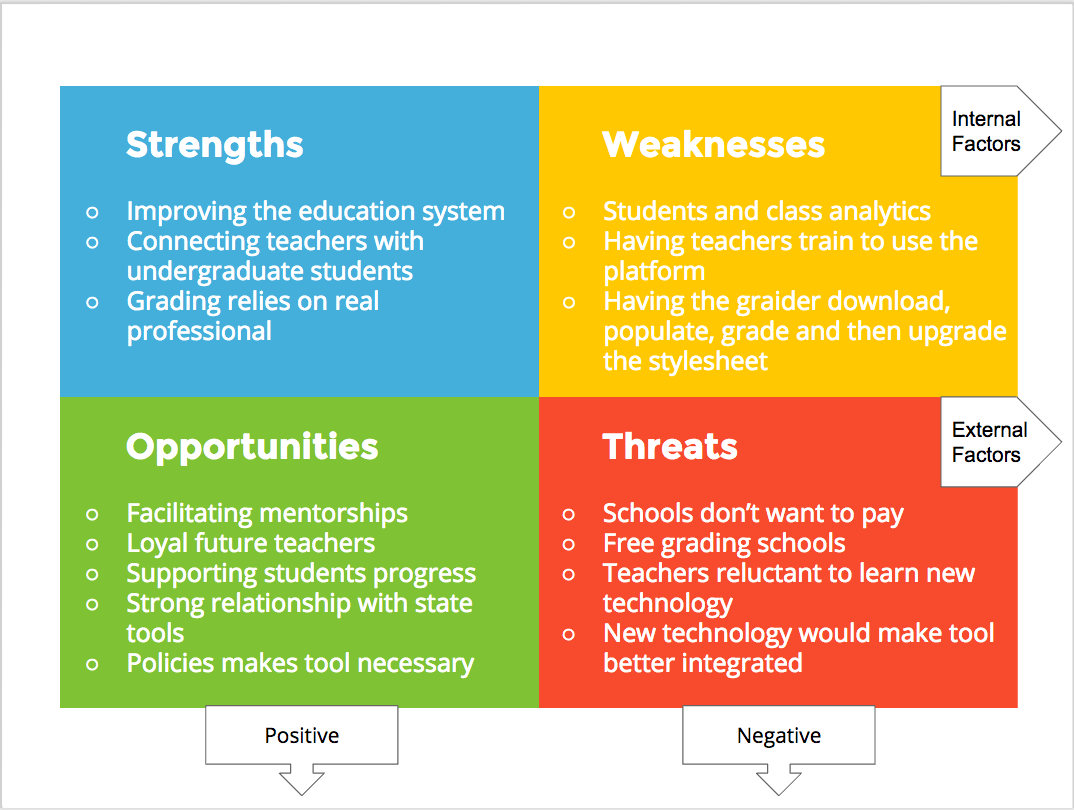 Strengths
○ Improving the education system
○ Connecting teachers with
undergraduate students
○ Grading relies on real
professional
Weaknesses
○ Students and class analytics
○ Having teachers train to use the
platform
○ Having the graider download,
populate, grade and then upgrade
the stylesheet
Internal
Factors
Opportunities
○ Facilitating mentorships
○ Loyal future teachers
○ Supporting students progress
○ Strong relationship with state
tools
○ Policies makes tool necessary
Threats
○ Schools don’t want to pay
○ Free grading schools
○ Teachers reluctant to learn new
technology
○ New technology would make tool
better integrated
External
Factors
Positive
Negative